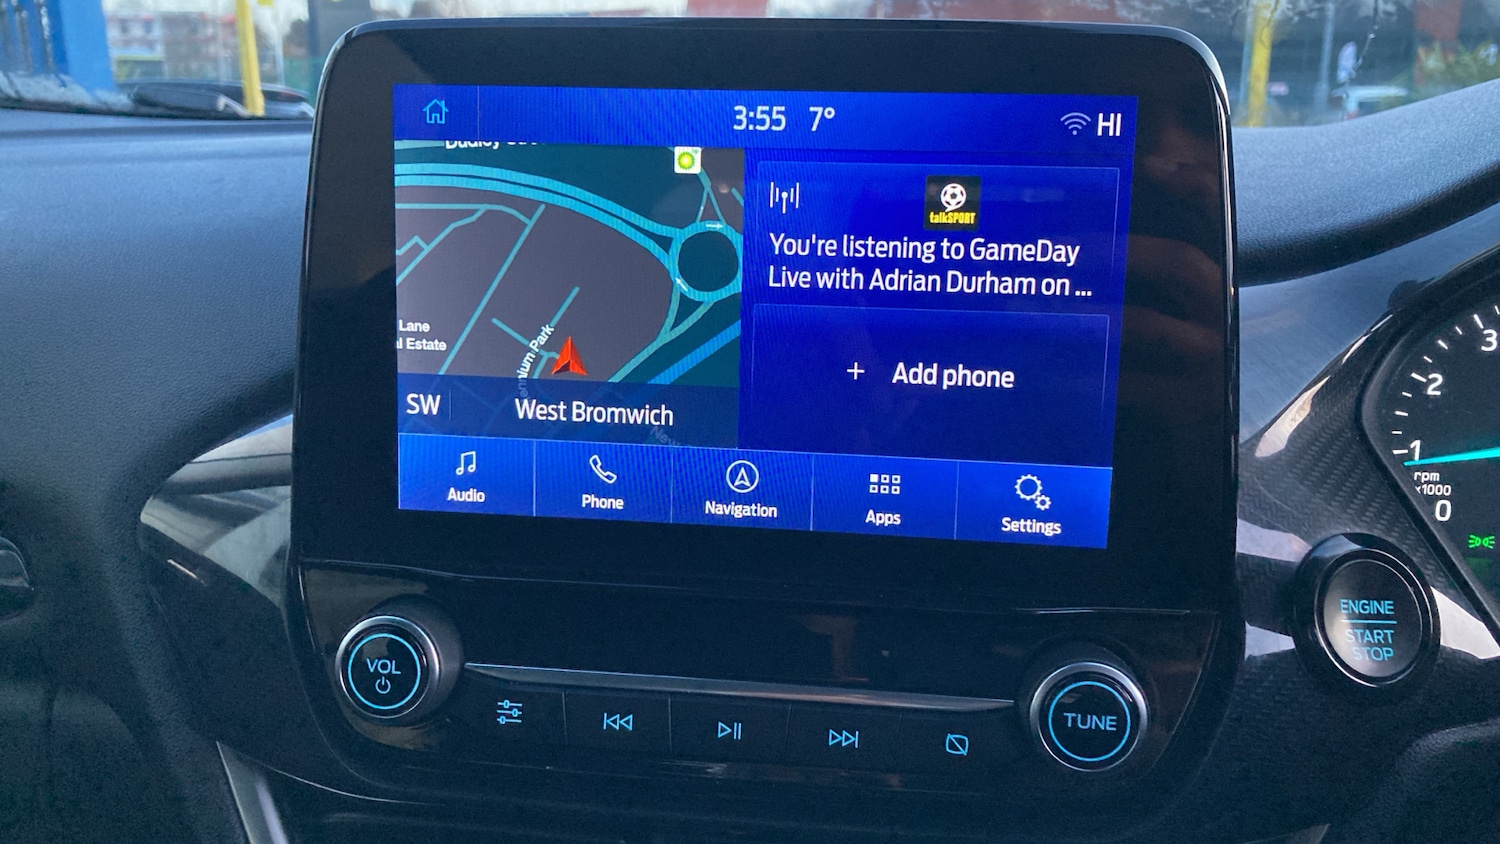 3:55 7°
HI
talkSPORT
You're listening to GameDay
Live with Adrian Durham on ...
Lane
Estate
Park
SW
West Bromwich
+ Add phone
Audio
Phone
Navigation
Apps
Settings
3
2
1
rpm
x1000
0
ENGINE
START
STOP
VOL
TUNE